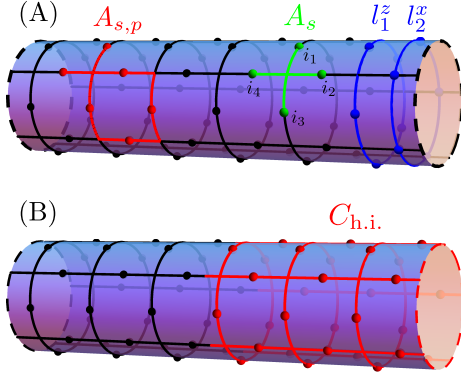 (A) A_{s,p} A_s l_1^z l_2^x
i_1
i_4 i_2
i_3
(B)
C_{h.i.}